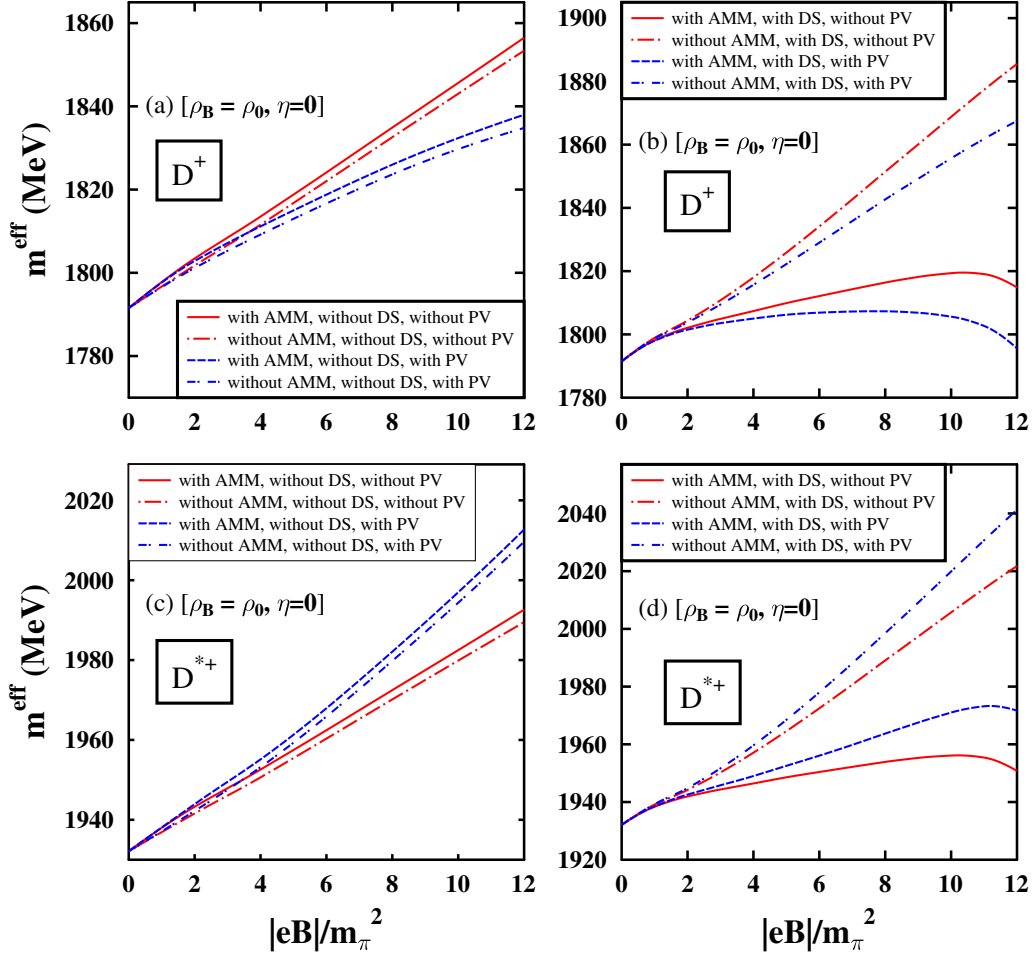 m^eff (MeV)
1860
1840
1820
1800
1780
(a) [ρ_B = ρ_0, η=0]
D^+
with AMM, without DS, without PV
without AMM, without DS, without PV
with AMM, without DS, with PV
without AMM, without DS, with PV
0 2 4 6 8 10 12
1900
1880
1860
1840
1820
1800
1780
with AMM, with DS, without PV
without AMM, with DS, without PV
with AMM, with DS, with PV
without AMM, with DS, with PV
(b) [ρ_B = ρ_0, η=0]
D^+
0 2 4 6 8 10 12
m^eff (MeV)
2020
2000
1980
1960
1940
with AMM, without DS, without PV
without AMM, without DS, without PV
with AMM, without DS, with PV
without AMM, without DS, with PV
(c) [ρ_B = ρ_0, η=0]
D^*+
0 2 4 6 8 10 12
|eB|/m_π^2
2040
2020
2000
1980
1960
1940
1920
with AMM, with DS, without PV
without AMM, with DS, without PV
with AMM, with DS, with PV
without AMM, with DS, with PV
(d) [ρ_B = ρ_0, η=0]
D^*+
0 2 4 6 8 10 12
|eB|/m_π^2